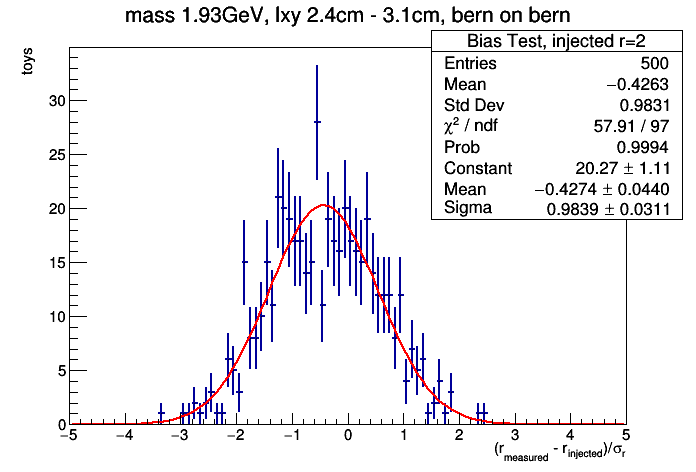 mass 1.93GeV, lxy 2.4cm - 3.1cm, bern on bern
Bias Test, injected r=2
Entries 500
Mean −0.4263
Std Dev 0.9831
χ² / ndf 57.91 / 97
Prob 0.9994
Constant 20.27 ± 1.11
Mean −0.4274 ± 0.0440
Sigma 0.9839 ± 0.0311
toys
30
25
20
15
10
5
0
−5 −4 −3 −2 −1 0 1 2 3 4 5
(r_measured - r_injected)/σ_r